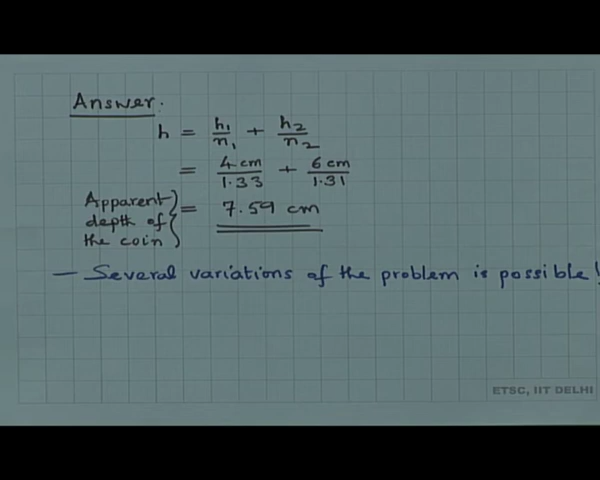 Answer.
h = h₁/n₁ + h₂/n₂
= 4 cm/1.33 + 6 cm/1.31
Apparent depth of the coin } = 7.59 cm
— Several variations of the problem is possible!
ETSC, IIT DELHI